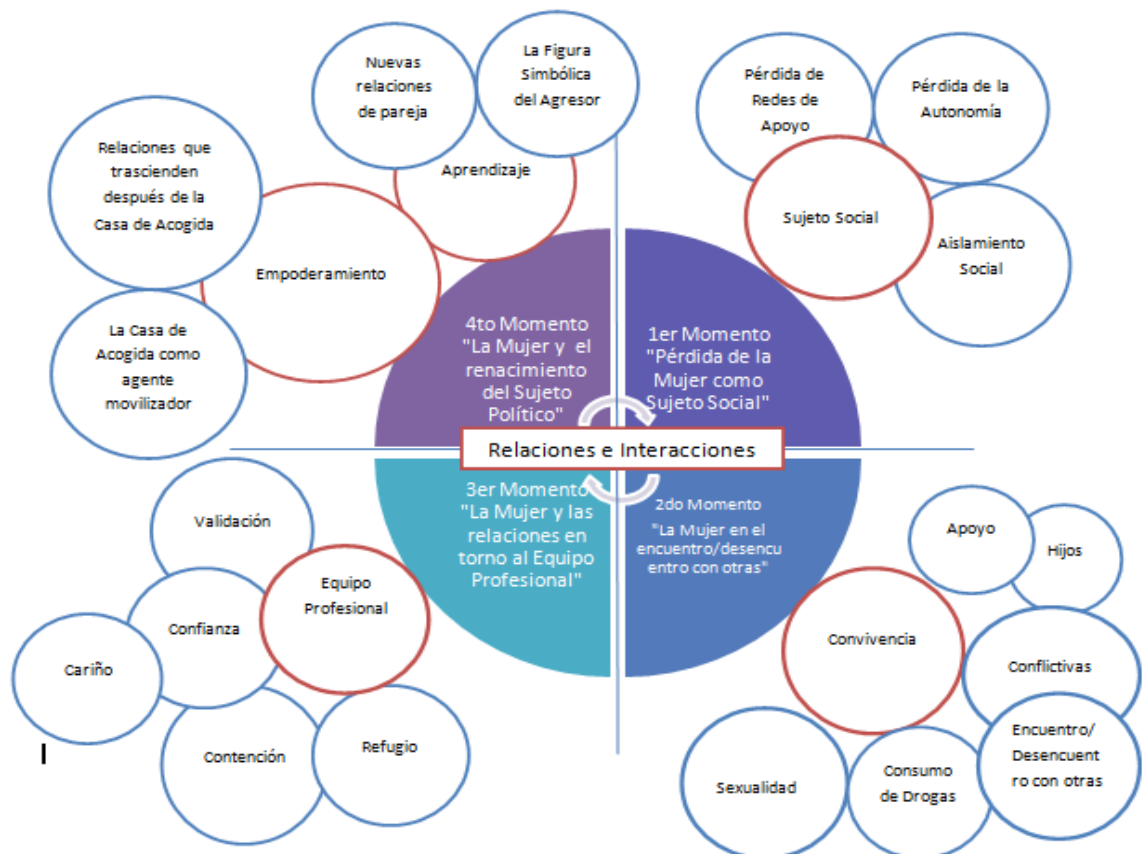 Nuevas
relaciones
de pareja
La Figura
Simbólica
del Agresor
Aprendizaje
Relaciones que
trascienden
después de la
Casa de Acogida
Empoderamiento
La Casa de
Acogida como
agente
movilizador
Pérdida de
Redes de
Apoyo
Pérdida de la
Autonomía
Sujeto Social
Aislamiento
Social
4to Momento
"La Mujer y el
renacimiento
del Sujeto
Político"
1er Momento
"Pérdida de la
Mujer como
Sujeto Social"
Relaciones e Interacciones
3er Momento
"La Mujer y las
relaciones en
torno al Equipo
Profesional"
2do Momento
"La Mujer en el
encuentro/desencu
entro con otras"
Validación
Equipo
Profesional
Confianza
Cariño
Contención
Refugio
Apoyo
Hijos
Convivencia
Conflictivas
Encuentro/
Desencuent
ro con otras
Sexualidad
Consumo
de Drogas